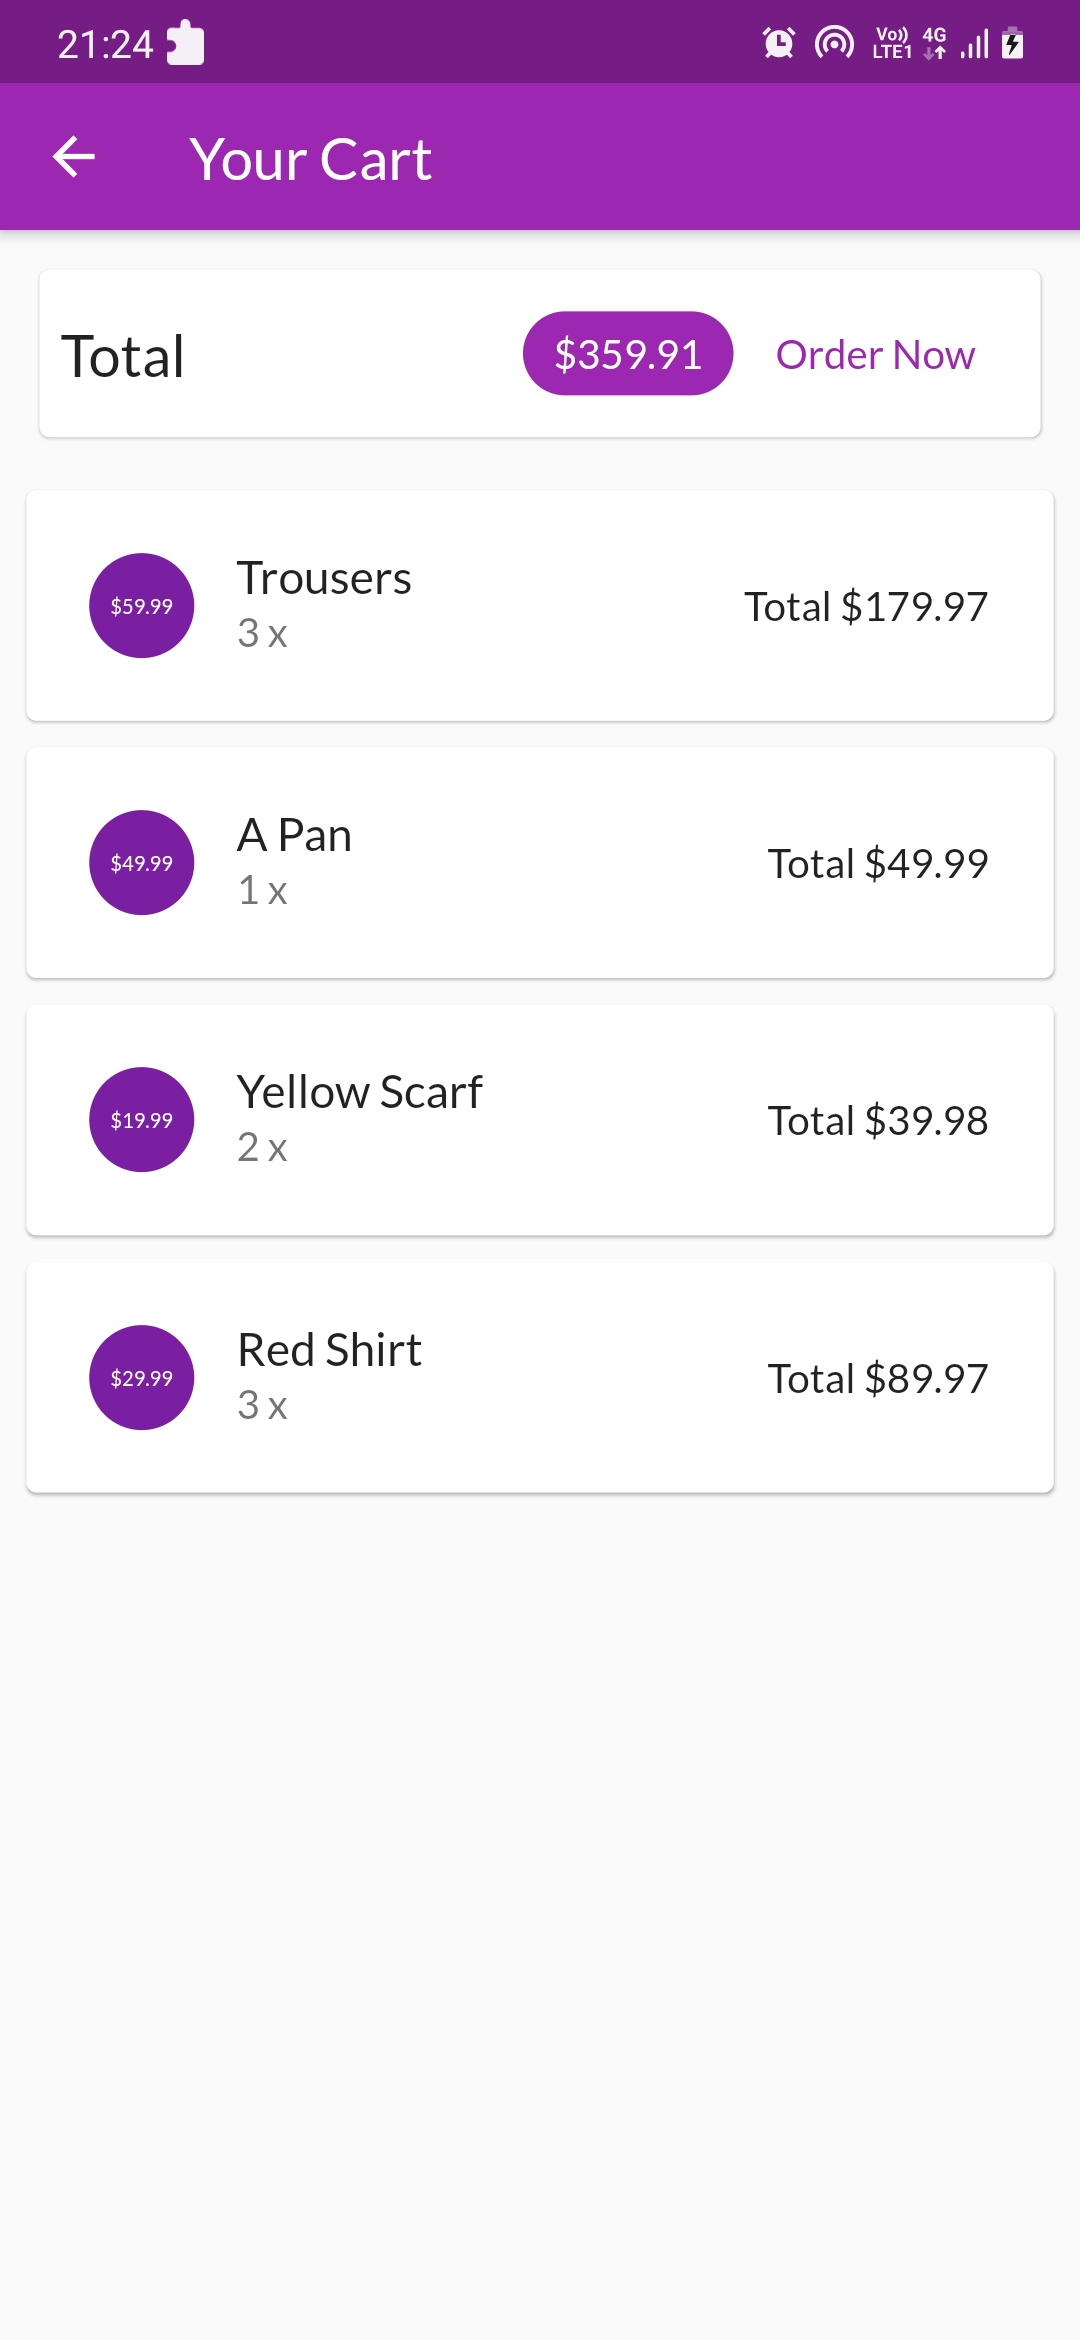 21:24
Vo)) 4G
LTE1
Your Cart
Total $359.91 Order Now
Trousers
$59.99 Total $179.97
3 x
A Pan
$49.99 Total $49.99
1 x
Yellow Scarf
$19.99 Total $39.98
2 x
Red Shirt
$29.99 Total $89.97
3 x